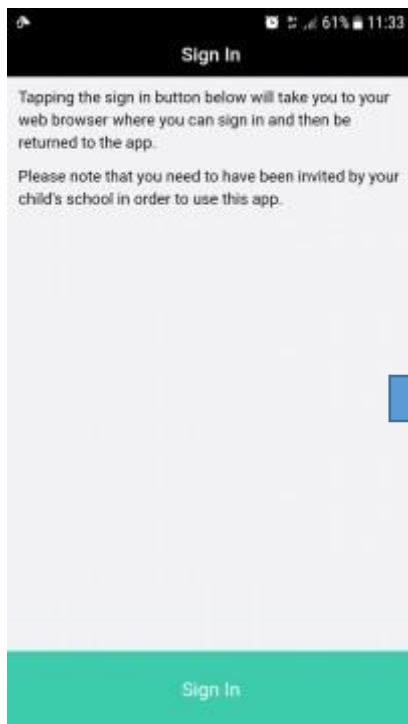 61% 11:33
Sign In
Tapping the sign in button below will take you to your
web browser where you can sign in and then be
returned to the app.
Please note that you need to have been invited by your
child's school in order to use this app.
Sign In